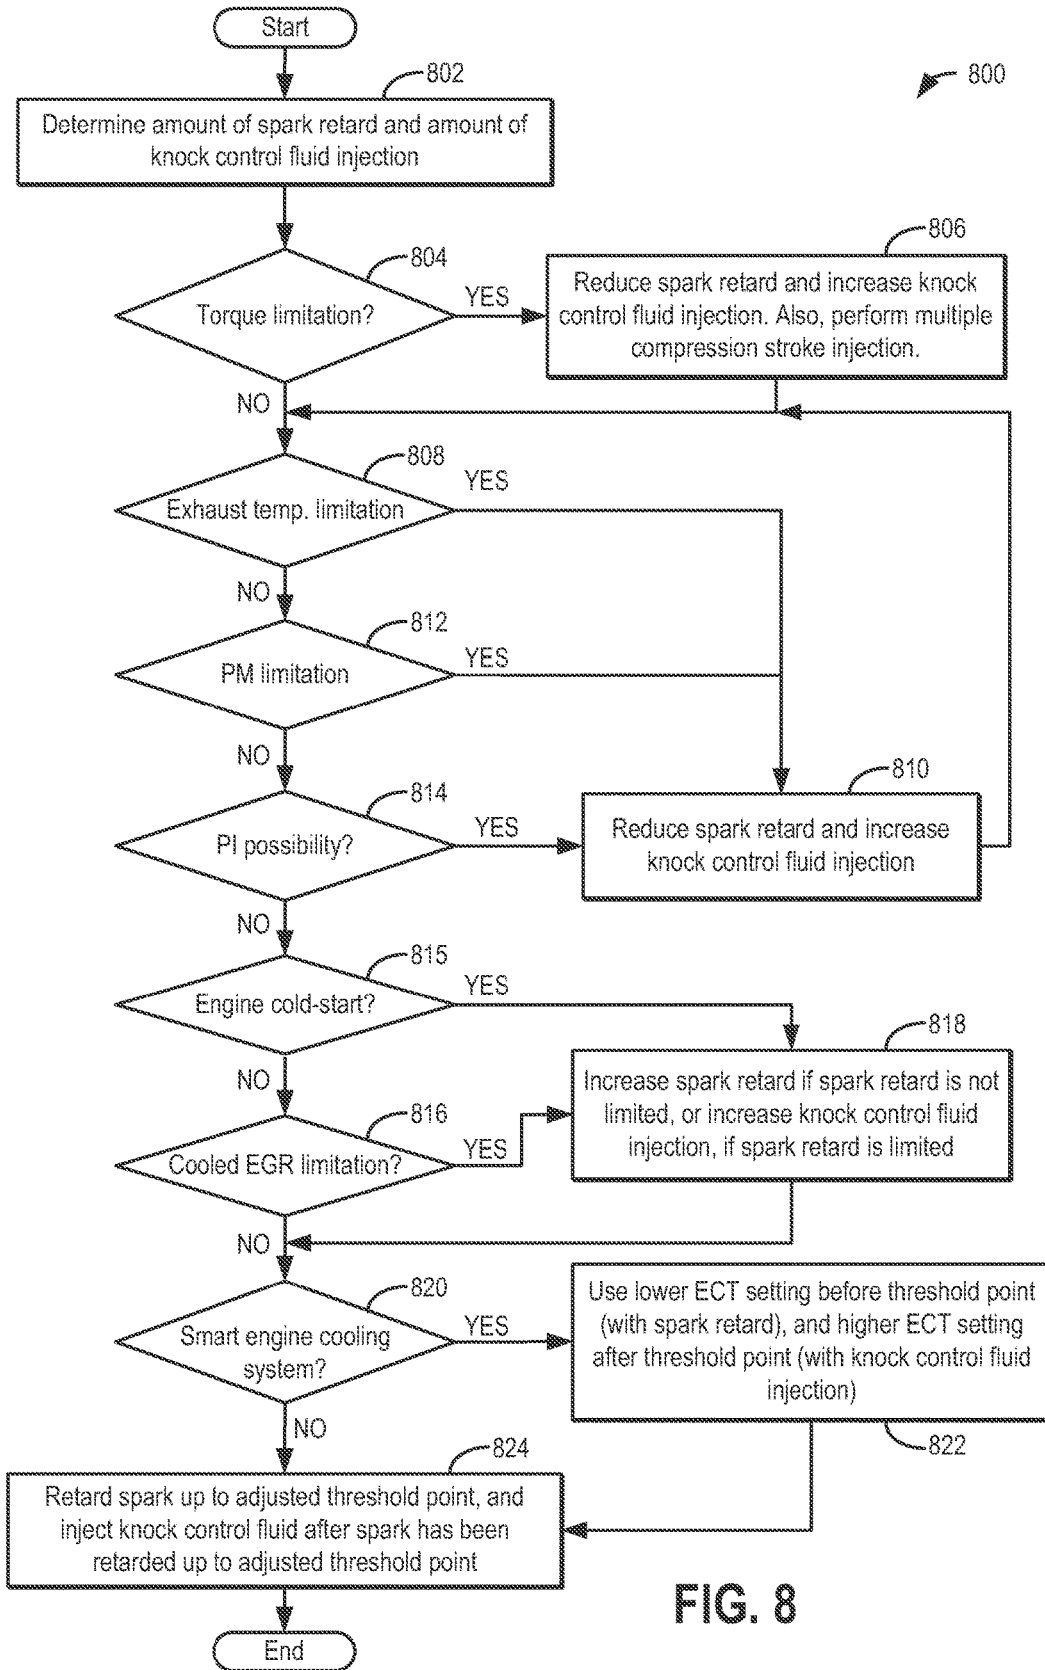 Start
802
800
Determine amount of spark retard and amount of
knock control fluid injection
804
Torque limitation?
YES
NO
806
Reduce spark retard and increase knock
control fluid injection. Also, perform multiple
compression stroke injection.
808
Exhaust temp. limitation
YES
NO
812
PM limitation
YES
NO
814
PI possibility?
YES
NO
810
Reduce spark retard and increase
knock control fluid injection
815
Engine cold-start?
YES
NO
818
Increase spark retard if spark retard is not
limited, or increase knock control fluid
injection, if spark retard is limited
816
Cooled EGR limitation?
YES
NO
820
Smart engine cooling
system?
YES
NO
Use lower ECT setting before threshold point
(with spark retard), and higher ECT setting
after threshold point (with knock control fluid
injection)
822
824
Retard spark up to adjusted threshold point, and
inject knock control fluid after spark has been
retarded up to adjusted threshold point
End
FIG. 8